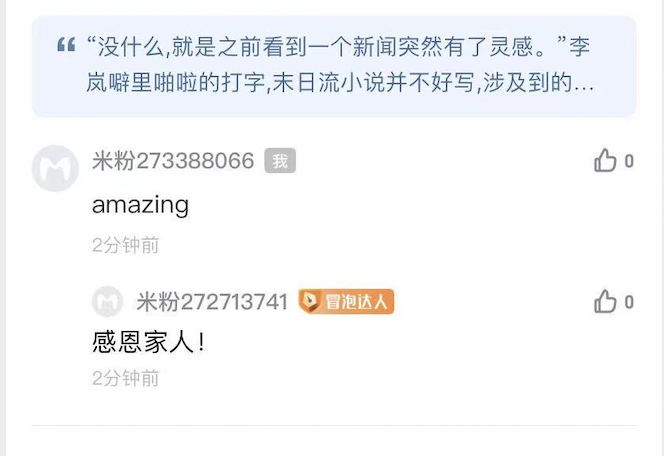 “没什么,就是之前看到一个新闻突然有了灵感。”李
岚噼里啪啦的打字,末日流小说并不好写,涉及到的...
米粉273388066 我 0
amazing
2分钟前
米粉272713741 冒泡达人 0
感恩家人!
2分钟前